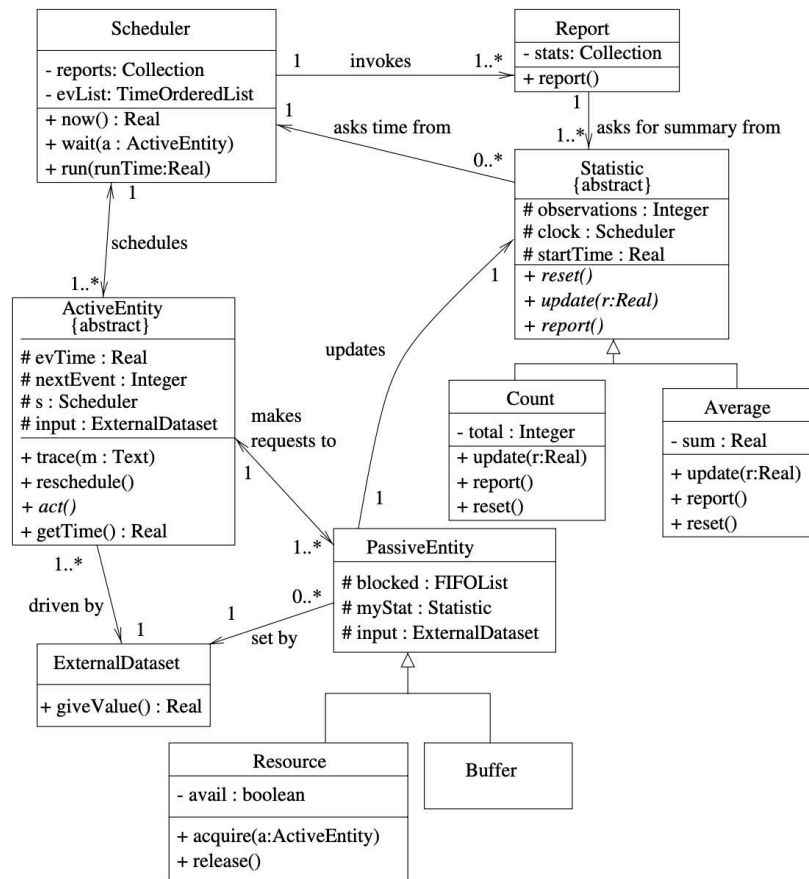 Scheduler
- reports: Collection
- evList: TimeOrderedList
+ now() : Real
+ wait(a : ActiveEntity)
+ run(runTime:Real)
1
invokes
1..*
Report
- stats: Collection
+ report()
1
asks for summary from
1..*
1
asks time from
0..*
Statistic
{abstract}
# observations : Integer
# clock : Scheduler
# startTime : Real
+ reset()
+ update(r:Real)
+ report()
1
schedules
1..*
ActiveEntity
{abstract}
# evTime : Real
# nextEvent : Integer
# s : Scheduler
# input : ExternalDataset
+ trace(m : Text)
+ reschedule()
+ act()
+ getTime() : Real
1
updates
1
makes
requests to
1
1..*
Count
- total : Integer
+ update(r:Real)
+ report()
+ reset()
Average
- sum : Real
+ update(r:Real)
+ report()
+ reset()
PassiveEntity
# blocked : FIFOList
# myStat : Statistic
# input : ExternalDataset
1..*
driven by
1
0..*
1
set by
ExternalDataset
+ giveValue() : Real
Resource
- avail : boolean
+ acquire(a:ActiveEntity)
+ release()
Buffer